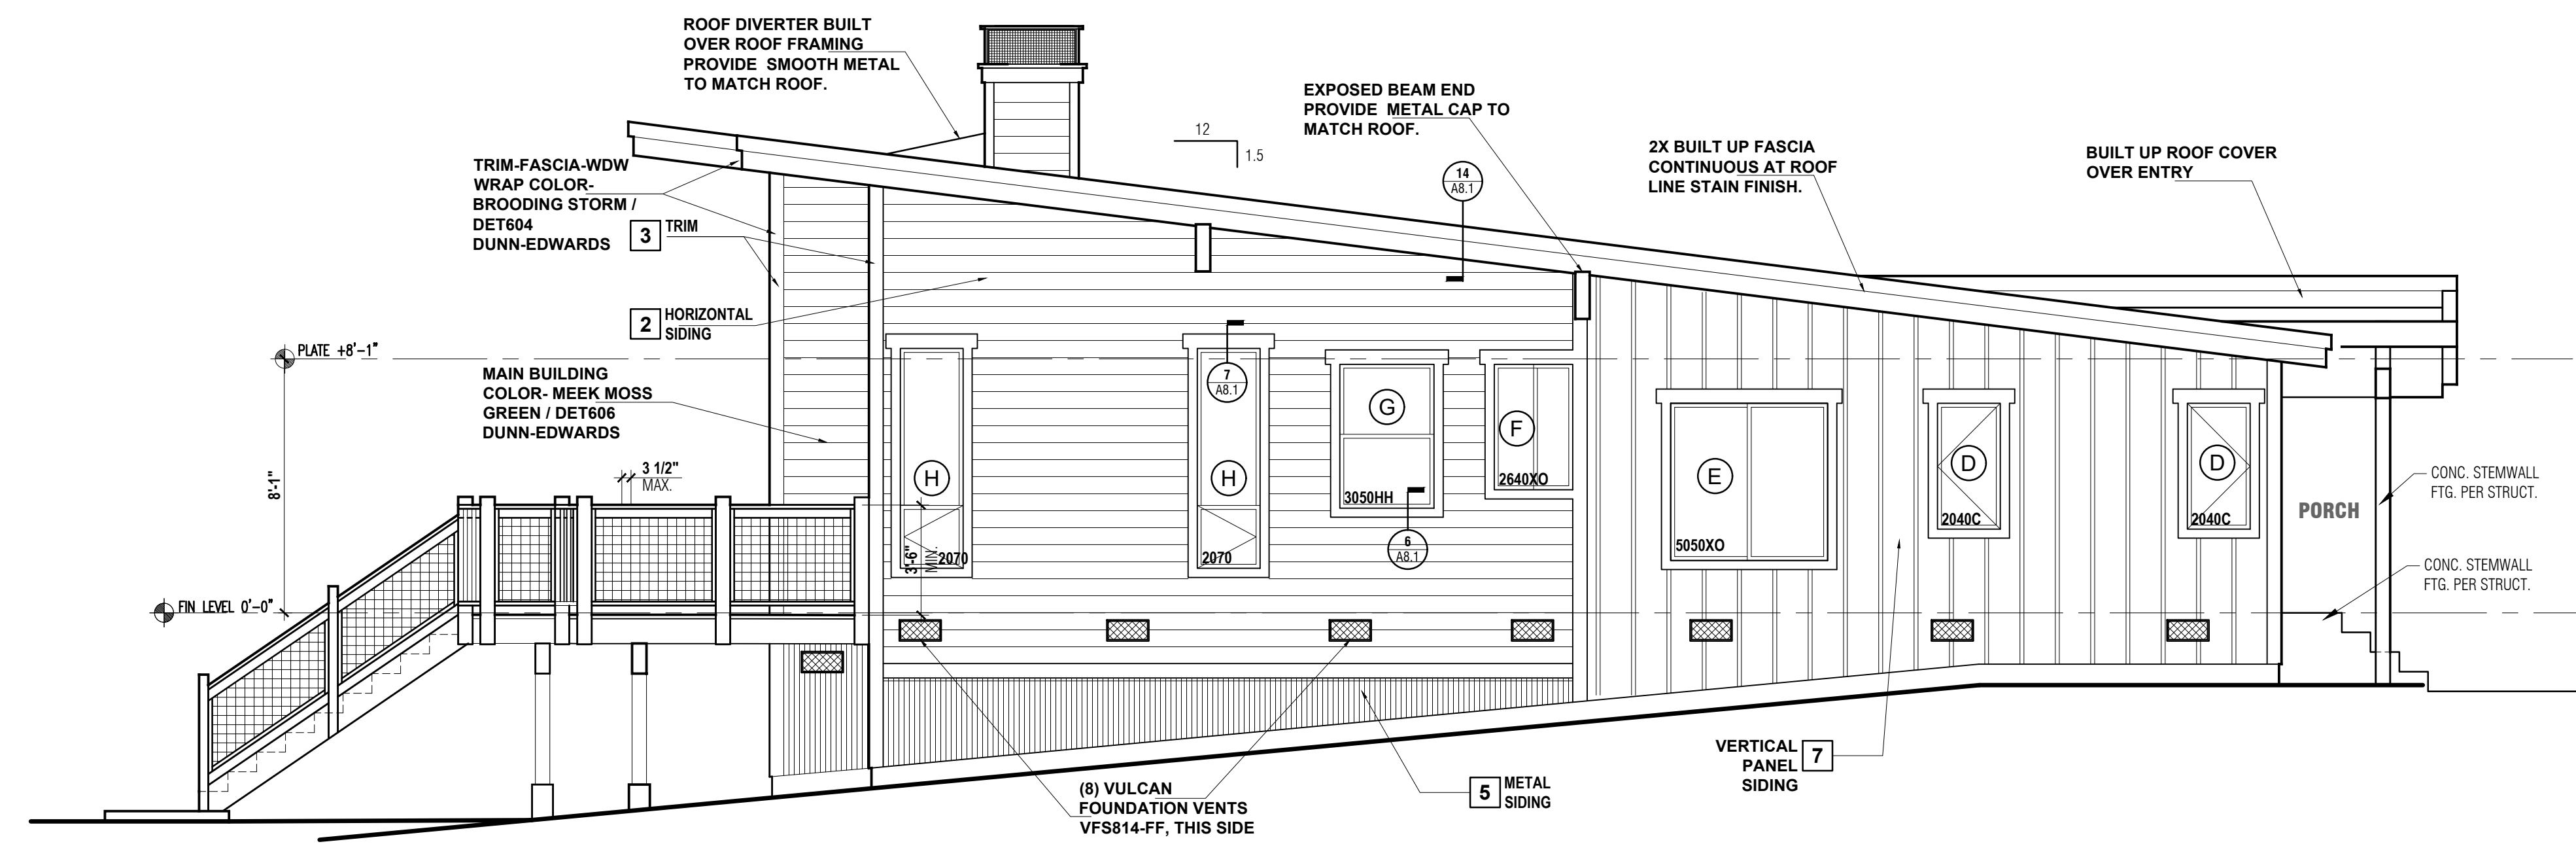 ROOF DIVERTER BUILT
OVER ROOF FRAMING
PROVIDE SMOOTH METAL
TO MATCH ROOF.
EXPOSED BEAM END
PROVIDE METAL CAP TO
MATCH ROOF.
12
1.5
14
A8.1
2X BUILT UP FASCIA
CONTINUOUS AT ROOF
LINE STAIN FINISH.
BUILT UP ROOF COVER
OVER ENTRY
TRIM-FASCIA-WDW
WRAP COLOR-
BROODING STORM /
DET604
DUNN-EDWARDS
3 TRIM
2 HORIZONTAL
SIDING
PLATE +8'-1"
MAIN BUILDING
COLOR- MEEK MOSS
GREEN / DET606
DUNN-EDWARDS
8'-1"
3 1/2"
MAX.
FIN LEVEL 0'-0"
H
2070
3'-6"
MIN.
7
A8.1
H
2070
G
3050HH
6
A8.1
F
2640XO
E
5050XO
D
2040C
D
2040C
PORCH
CONC. STEMWALL
FTG. PER STRUCT.
CONC. STEMWALL
FTG. PER STRUCT.
(8) VULCAN
FOUNDATION VENTS
VFS814-FF, THIS SIDE
5 METAL
SIDING
VERTICAL 7
PANEL
SIDING